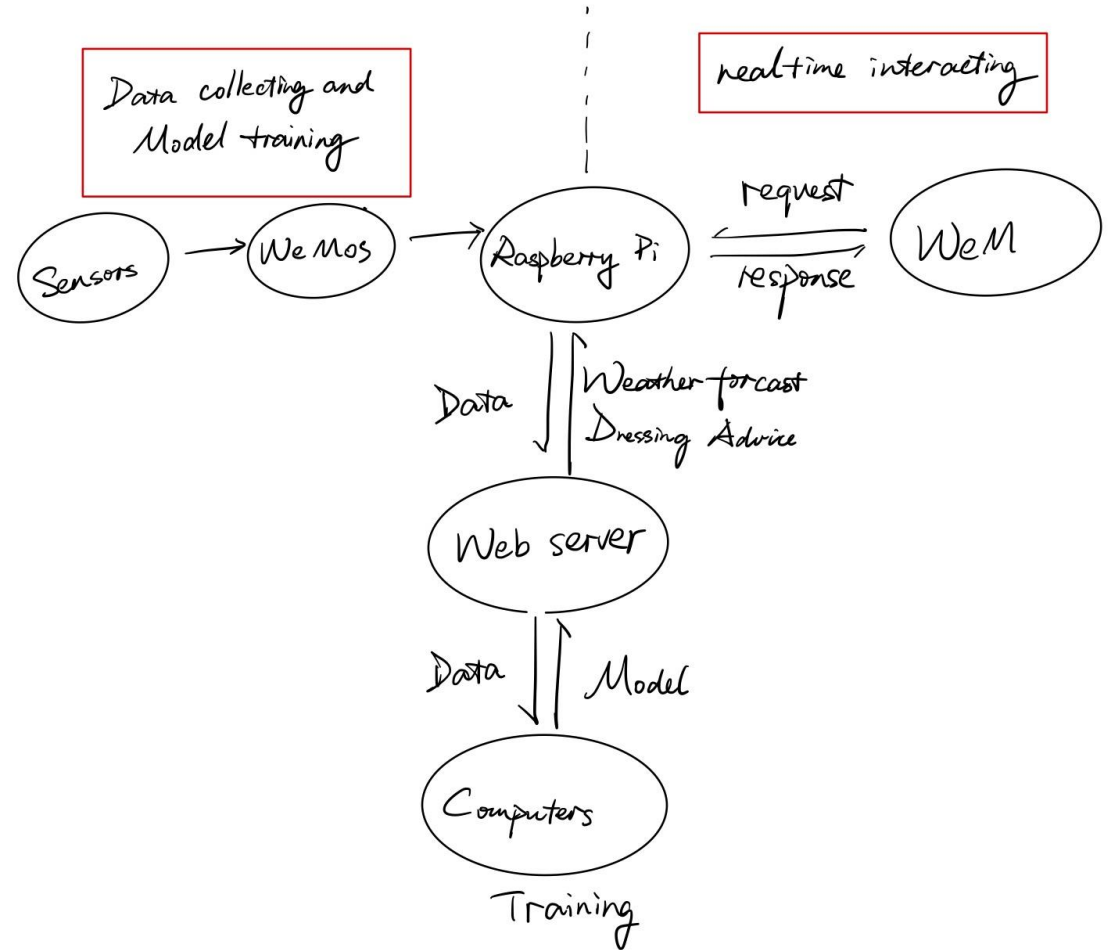 Data collecting and
Model training
realtime interacting
Sensors
WeMos
Raspberry Pi
request
response
WeM
Data
Weather forcast
Dressing Advice
Web server
Data
Model
Computers
Training